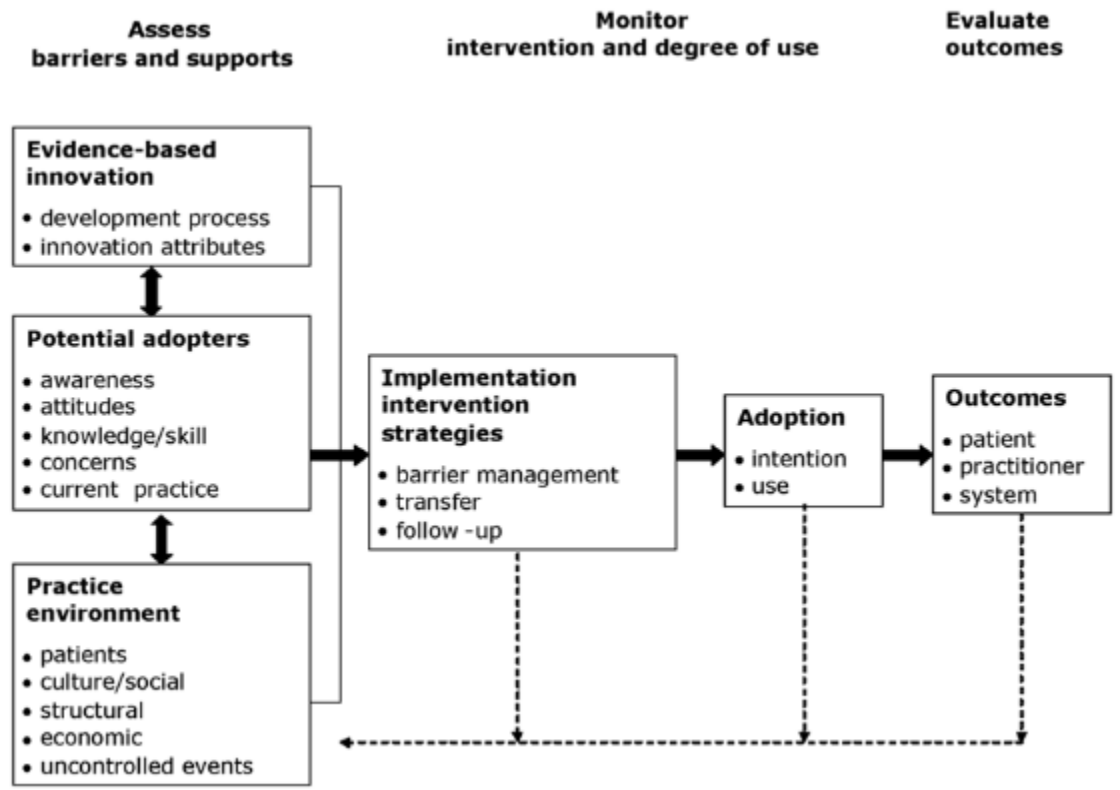 Assess
barriers and supports
Monitor
intervention and degree of use
Evaluate
outcomes
Evidence-based
innovation
• development process
• innovation attributes
Potential adopters
• awareness
• attitudes
• knowledge/skill
• concerns
• current practice
Practice
environment
• patients
• culture/social
• structural
• economic
• uncontrolled events
Implementation
intervention
strategies
• barrier management
• transfer
• follow -up
Adoption
• intention
• use
Outcomes
• patient
• practitioner
• system